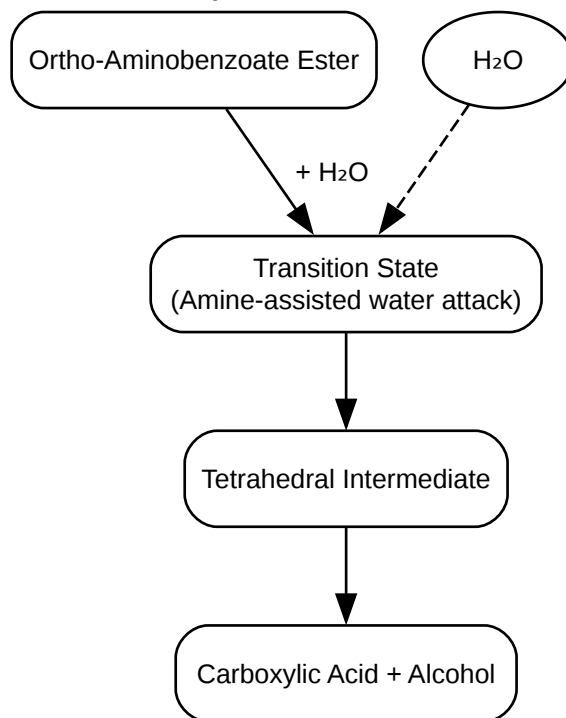 Ortho-Aminobenzoate Ester
H₂O
+ H₂O
Transition State
(Amine-assisted water attack)
Tetrahedral Intermediate
Carboxylic Acid + Alcohol